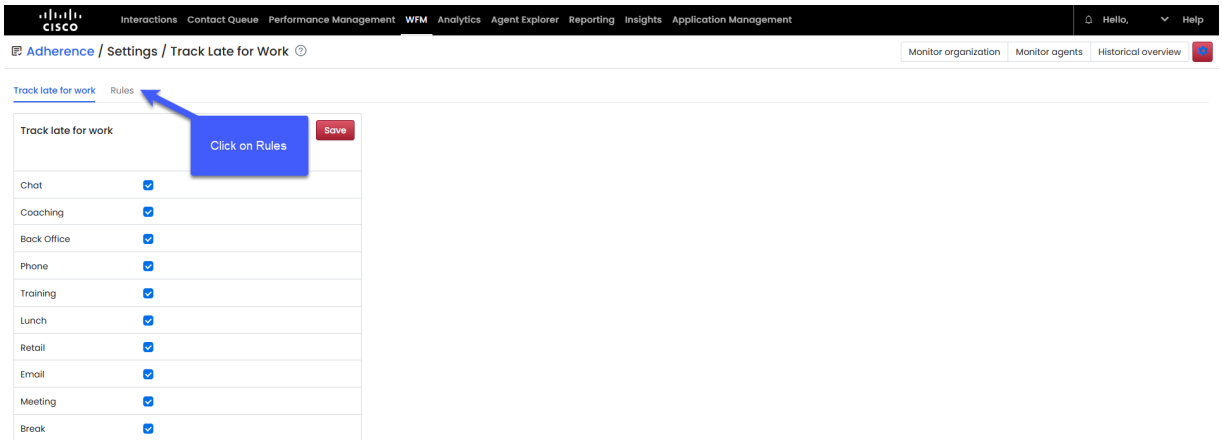 CISCO
Interactions Contact Queue Performance Management WFM Analytics Agent Explorer Reporting Insights Application Management
Hello,
Help
Adherence / Settings / Track Late for Work
Monitor organization
Monitor agents
Historical overview
Track late for work
Rules
Track late for work
Save
Click on Rules
Chat
Coaching
Back Office
Phone
Training
Lunch
Retail
Email
Meeting
Break